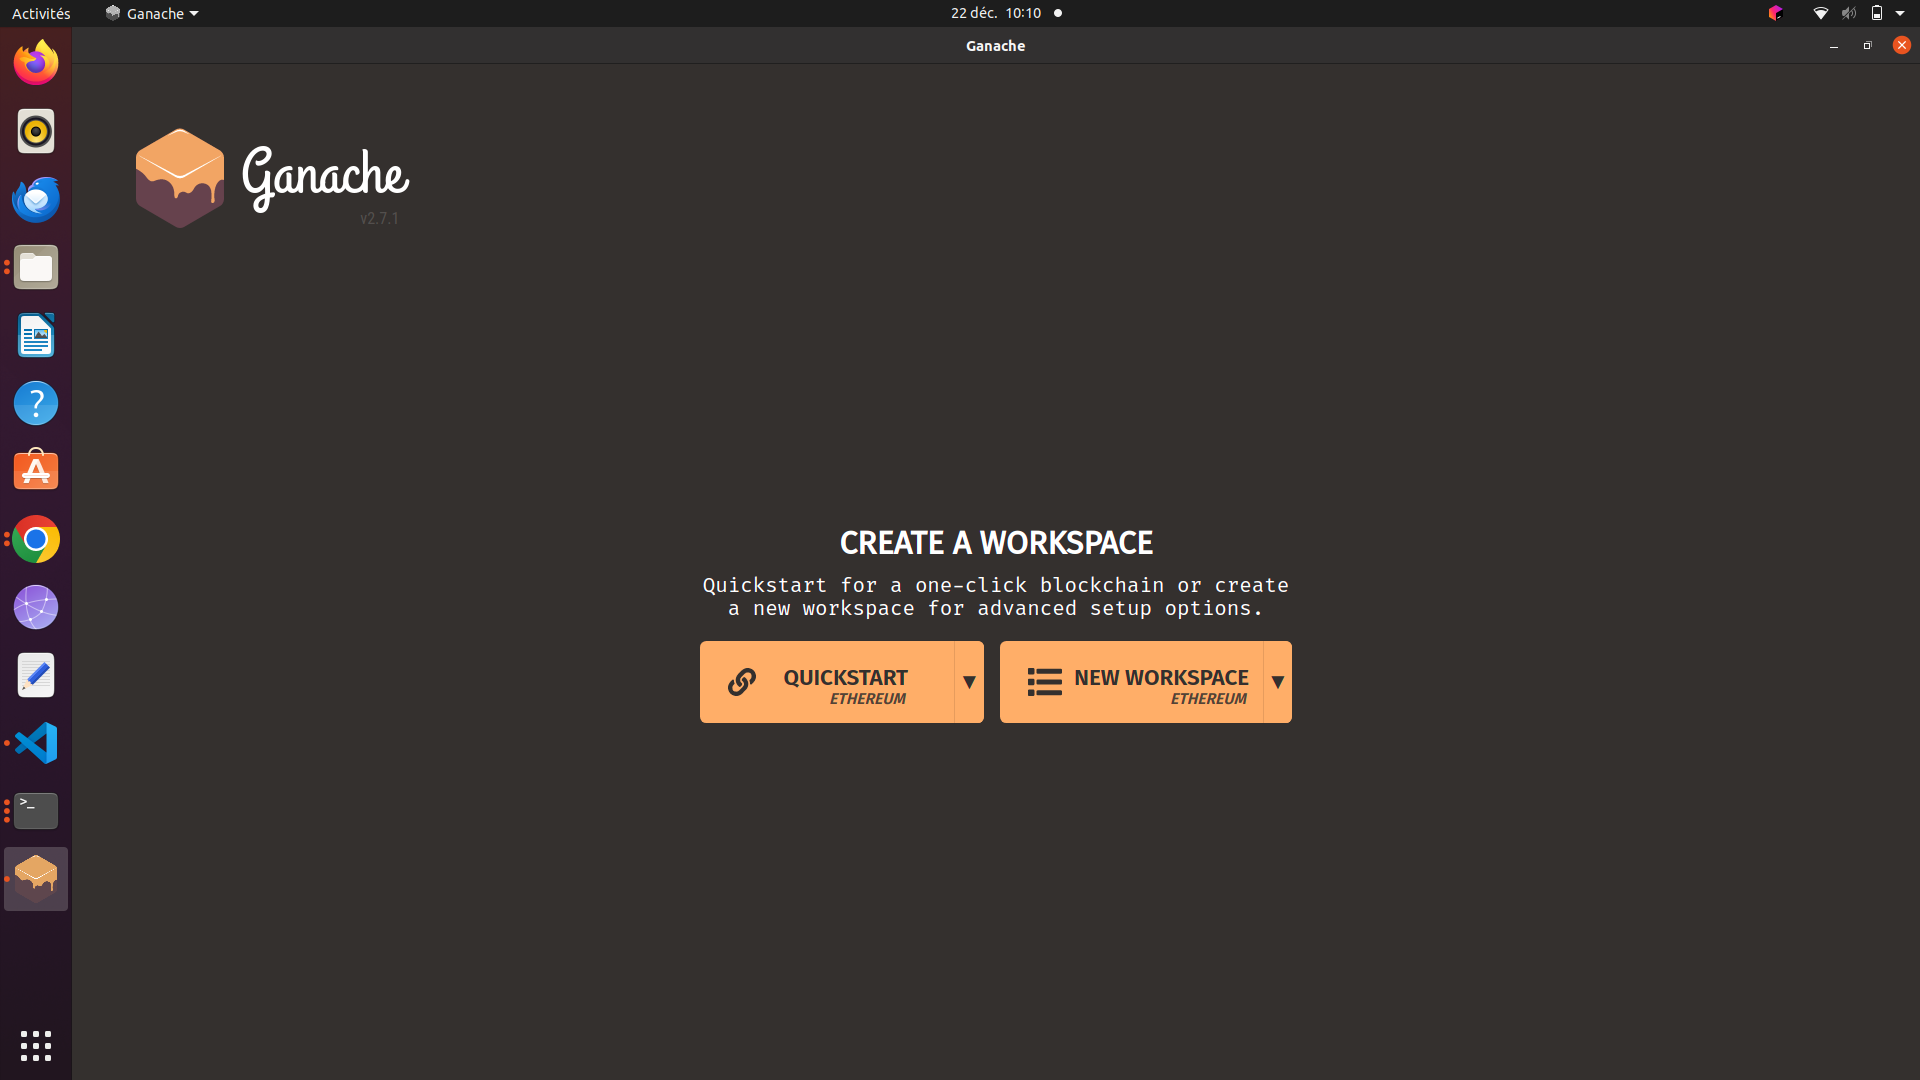 Activités
Ganache
22 déc. 10:10
Ganache
Ganache
v2.7.1
CREATE A WORKSPACE
Quickstart for a one-click blockchain or create
a new workspace for advanced setup options.
QUICKSTART
ETHEREUM
▼
NEW WORKSPACE
ETHEREUM
▼